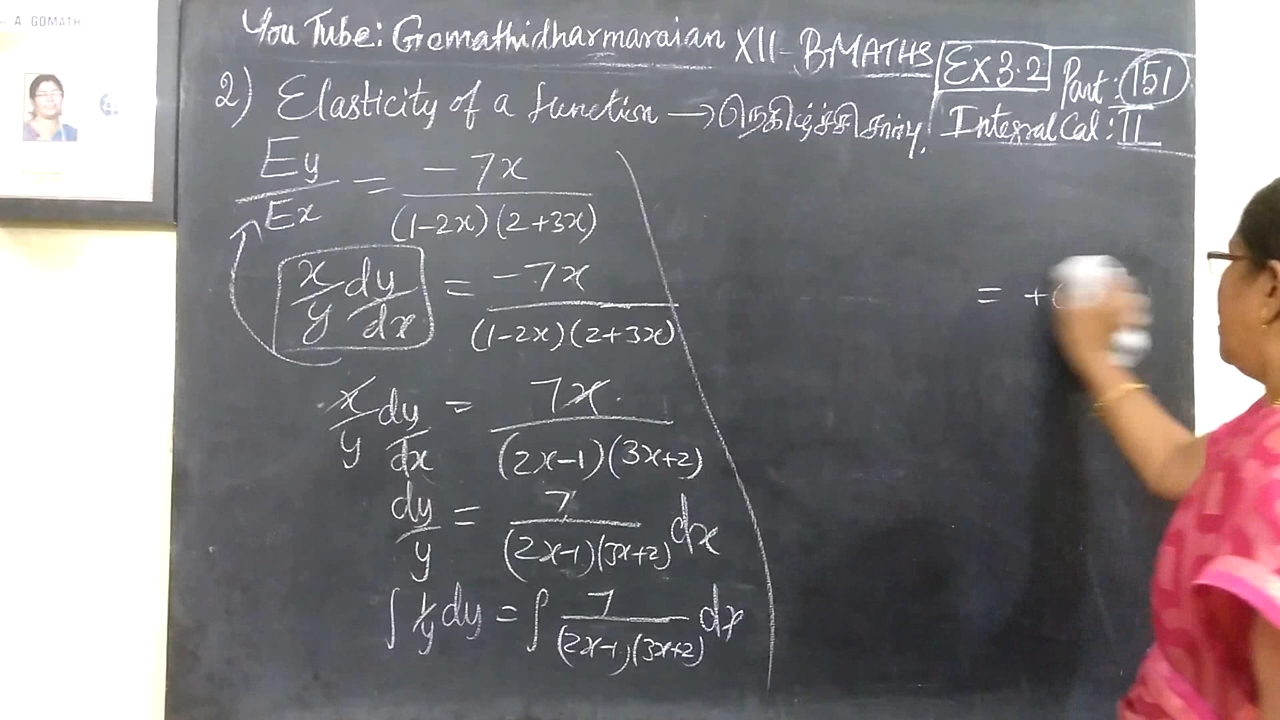 A GOMATH
You Tube: Gomathidharmaraian XII - BMATHS Ex 3.2 Part: 151
2) Elasticity of a function → நெகிழ்ச்சி சார்பு Integral Cal: II
Ey/Ex = -7x/(1-2x)(2+3x)
x/y dy/dx = -7x/(1-2x)(2+3x)
= +
x/y dy/dx = 7x/(2x-1)(3x+2)
dy/y = 7/(2x-1)(3x+2) dx
∫ 1/y dy = ∫ 7/(2x-1)(3x+2) dx